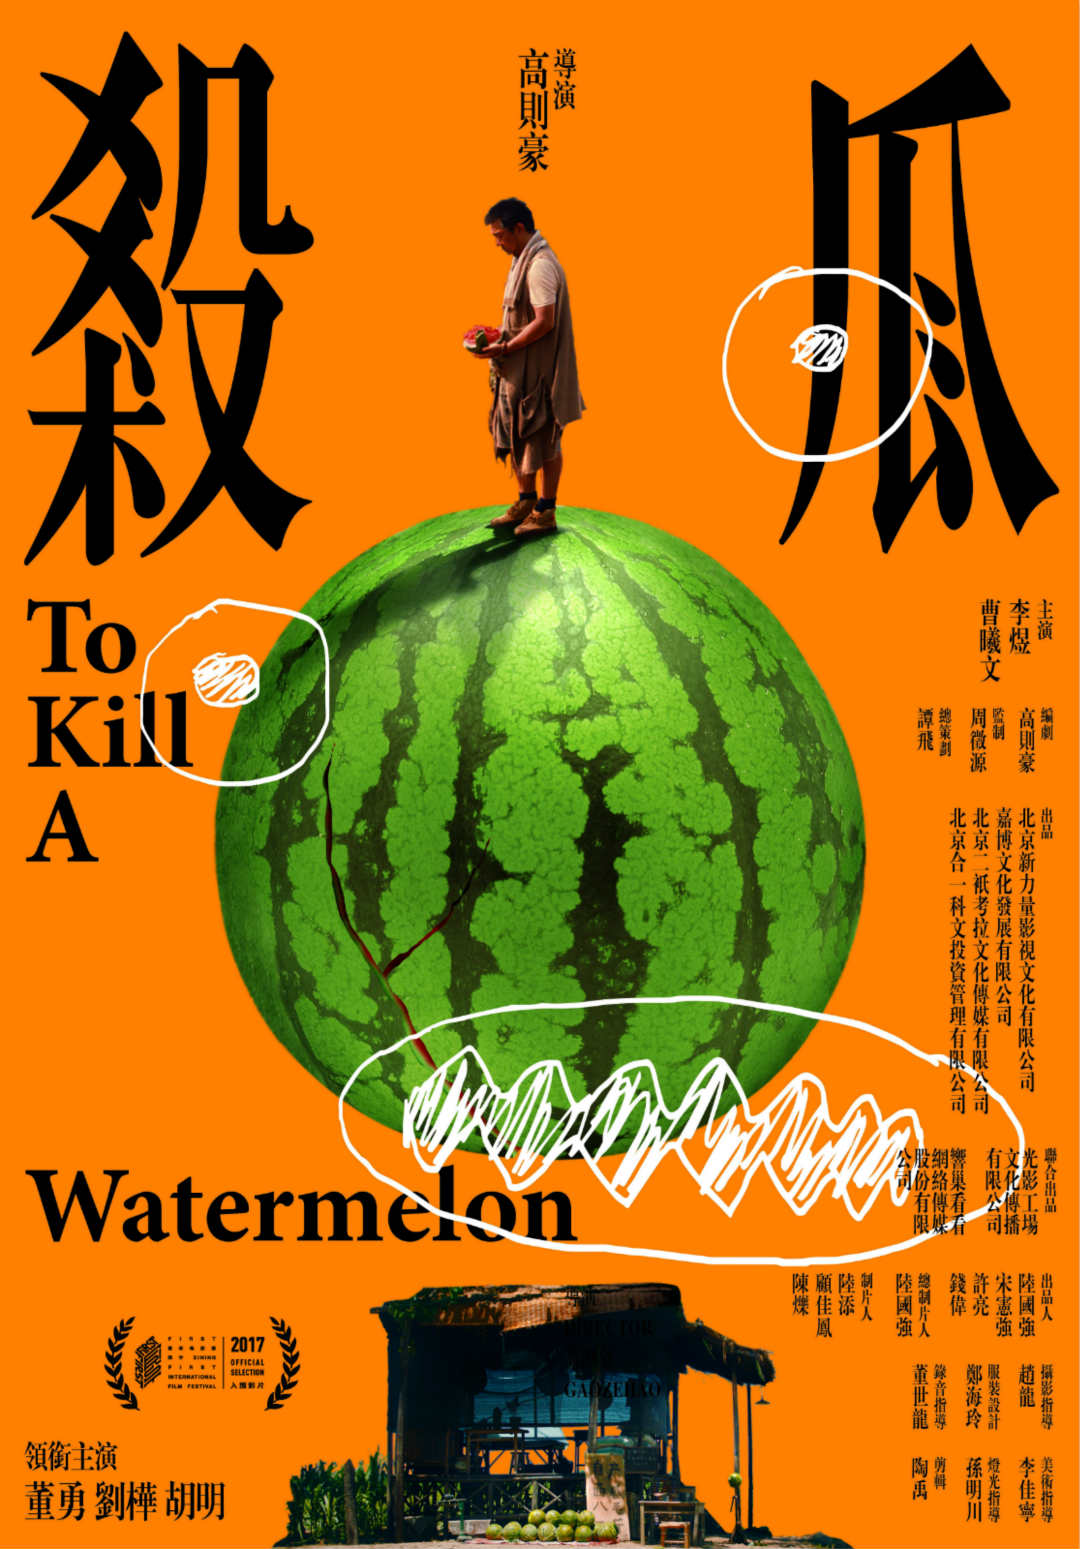 殺瓜
導演
高則豪
To
Kill
A
Watermelon
主演
李煜
曹曦文
編劇
高則豪
監制
周微源
總策劃
譚飛
出品
北京新力量影視文化有限公司
嘉博文化發展有限公司
北京二祇考拉文化傳媒有限公司
北京合一科文投資管理有限公司
聯合出品
光影工場
文化傳播
有限公司
響巢看看
網絡傳媒
股份有限
公司
出品人
陸國強
宋憲強
許亮
錢偉
總制片人
陸國強
制片人
陸添
顧佳鳳
陳爍
攝影指導
趙龍
服裝設計
鄭海玲
錄音指導
董世龍
美術指導
李佳寧
燈光指導
孫明川
剪輯
陶禹
DIRECTOR
GAOZEHAO
FIRST
XINING
FIRST
INTERNATIONAL
FILM FESTIVAL
2017
OFFICIAL
SELECTION
入圍影片
領銜主演
董勇 劉樺 胡明